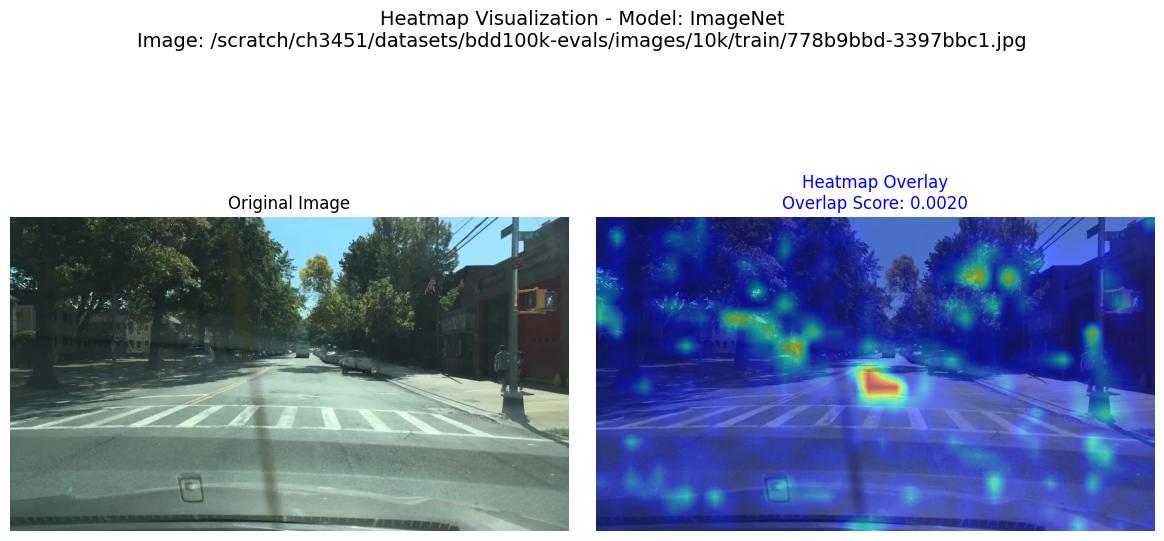 Heatmap Visualization - Model: ImageNet
Image: /scratch/ch3451/datasets/bdd100k-evals/images/10k/train/778b9bbd-3397bbc1.jpg
Original Image
Heatmap Overlay
Overlap Score: 0.0020